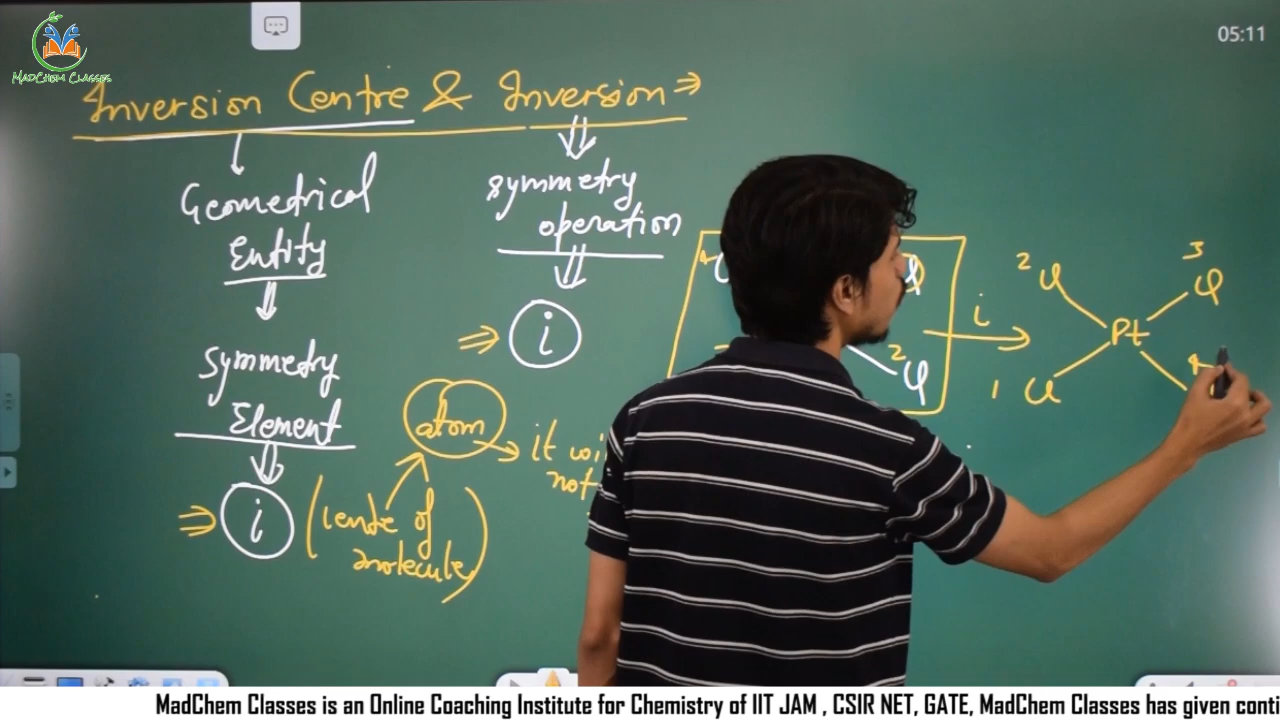 MADCHEM CLASSES
05:11
Inversion Centre & Inversion ⇒
Geometrical
Entity
Symmetry
Element
⇒ i (Centre of
molecule)
symmetry
operation
⇒ i
atom → it wi
not
2 Cl
i →
2 Cl
3 Cl
Pt
1 Cl
4
MadChem Classes is an Online Coaching Institute for Chemistry of IIT JAM , CSIR NET, GATE, MadChem Classes has given conti